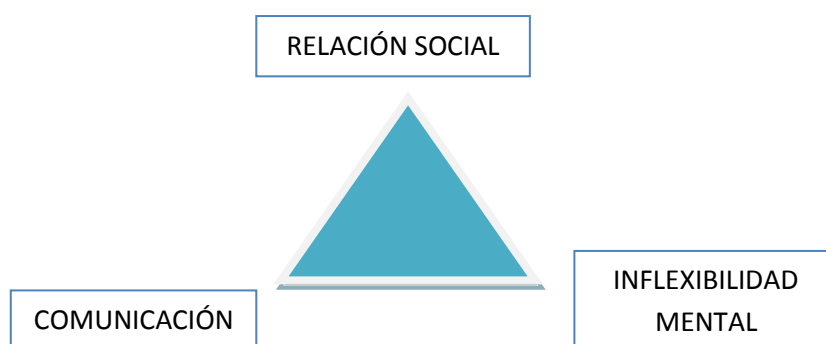 RELACIÓN SOCIAL
COMUNICACIÓN
INFLEXIBILIDAD
MENTAL